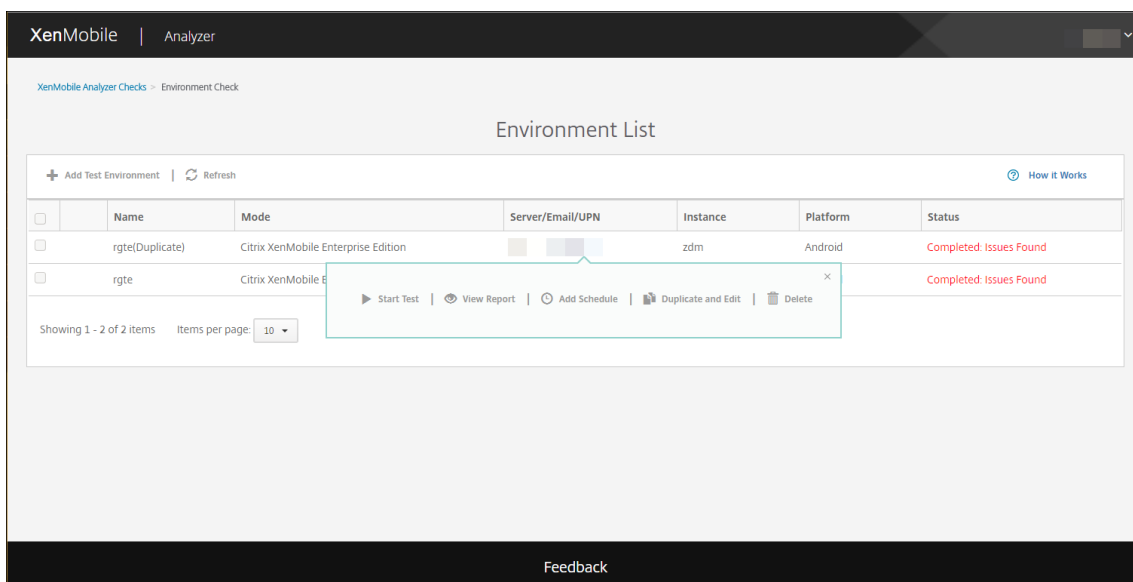 XenMobile | Analyzer
XenMobile Analyzer Checks > Environment Check
Environment List
Add Test Environment | Refresh How it Works
Name Mode Server/Email/UPN Instance Platform Status
rgte(Duplicate) Citrix XenMobile Enterprise Edition zdm Android Completed: Issues Found
rgte Citrix XenMobile E Completed: Issues Found
Start Test | View Report | Add Schedule | Duplicate and Edit | Delete
Showing 1 - 2 of 2 items Items per page: 10
Feedback